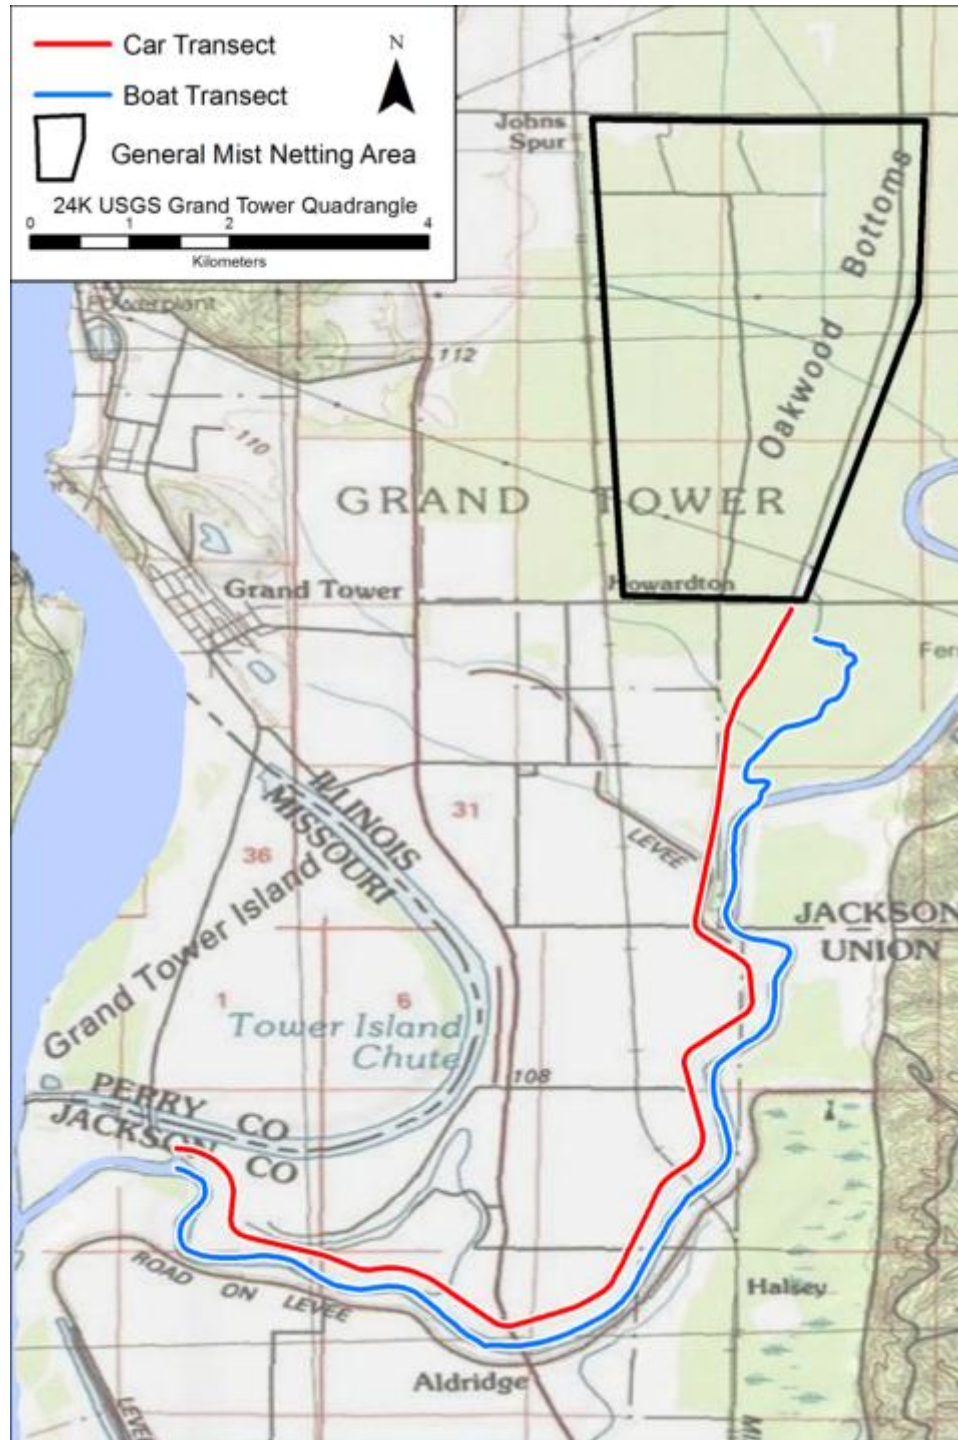 Car Transect
N
Boat Transect
General Mist Netting Area
24K USGS Grand Tower Quadrangle
0 1 2 4
Kilometers
Johns
Spur
Oakwood Bottoms
Powerplant
112
110
GRAND TOWER
Grand Tower
Howardton
ILLINOIS
MISSOURI
31
LEVEE
36
Grand Tower Island
JACKSON
UNION
1
6
Tower Island
Chute
108
PERRY CO
JACKSON CO
ROAD ON LEVEE
Halsey
Aldridge